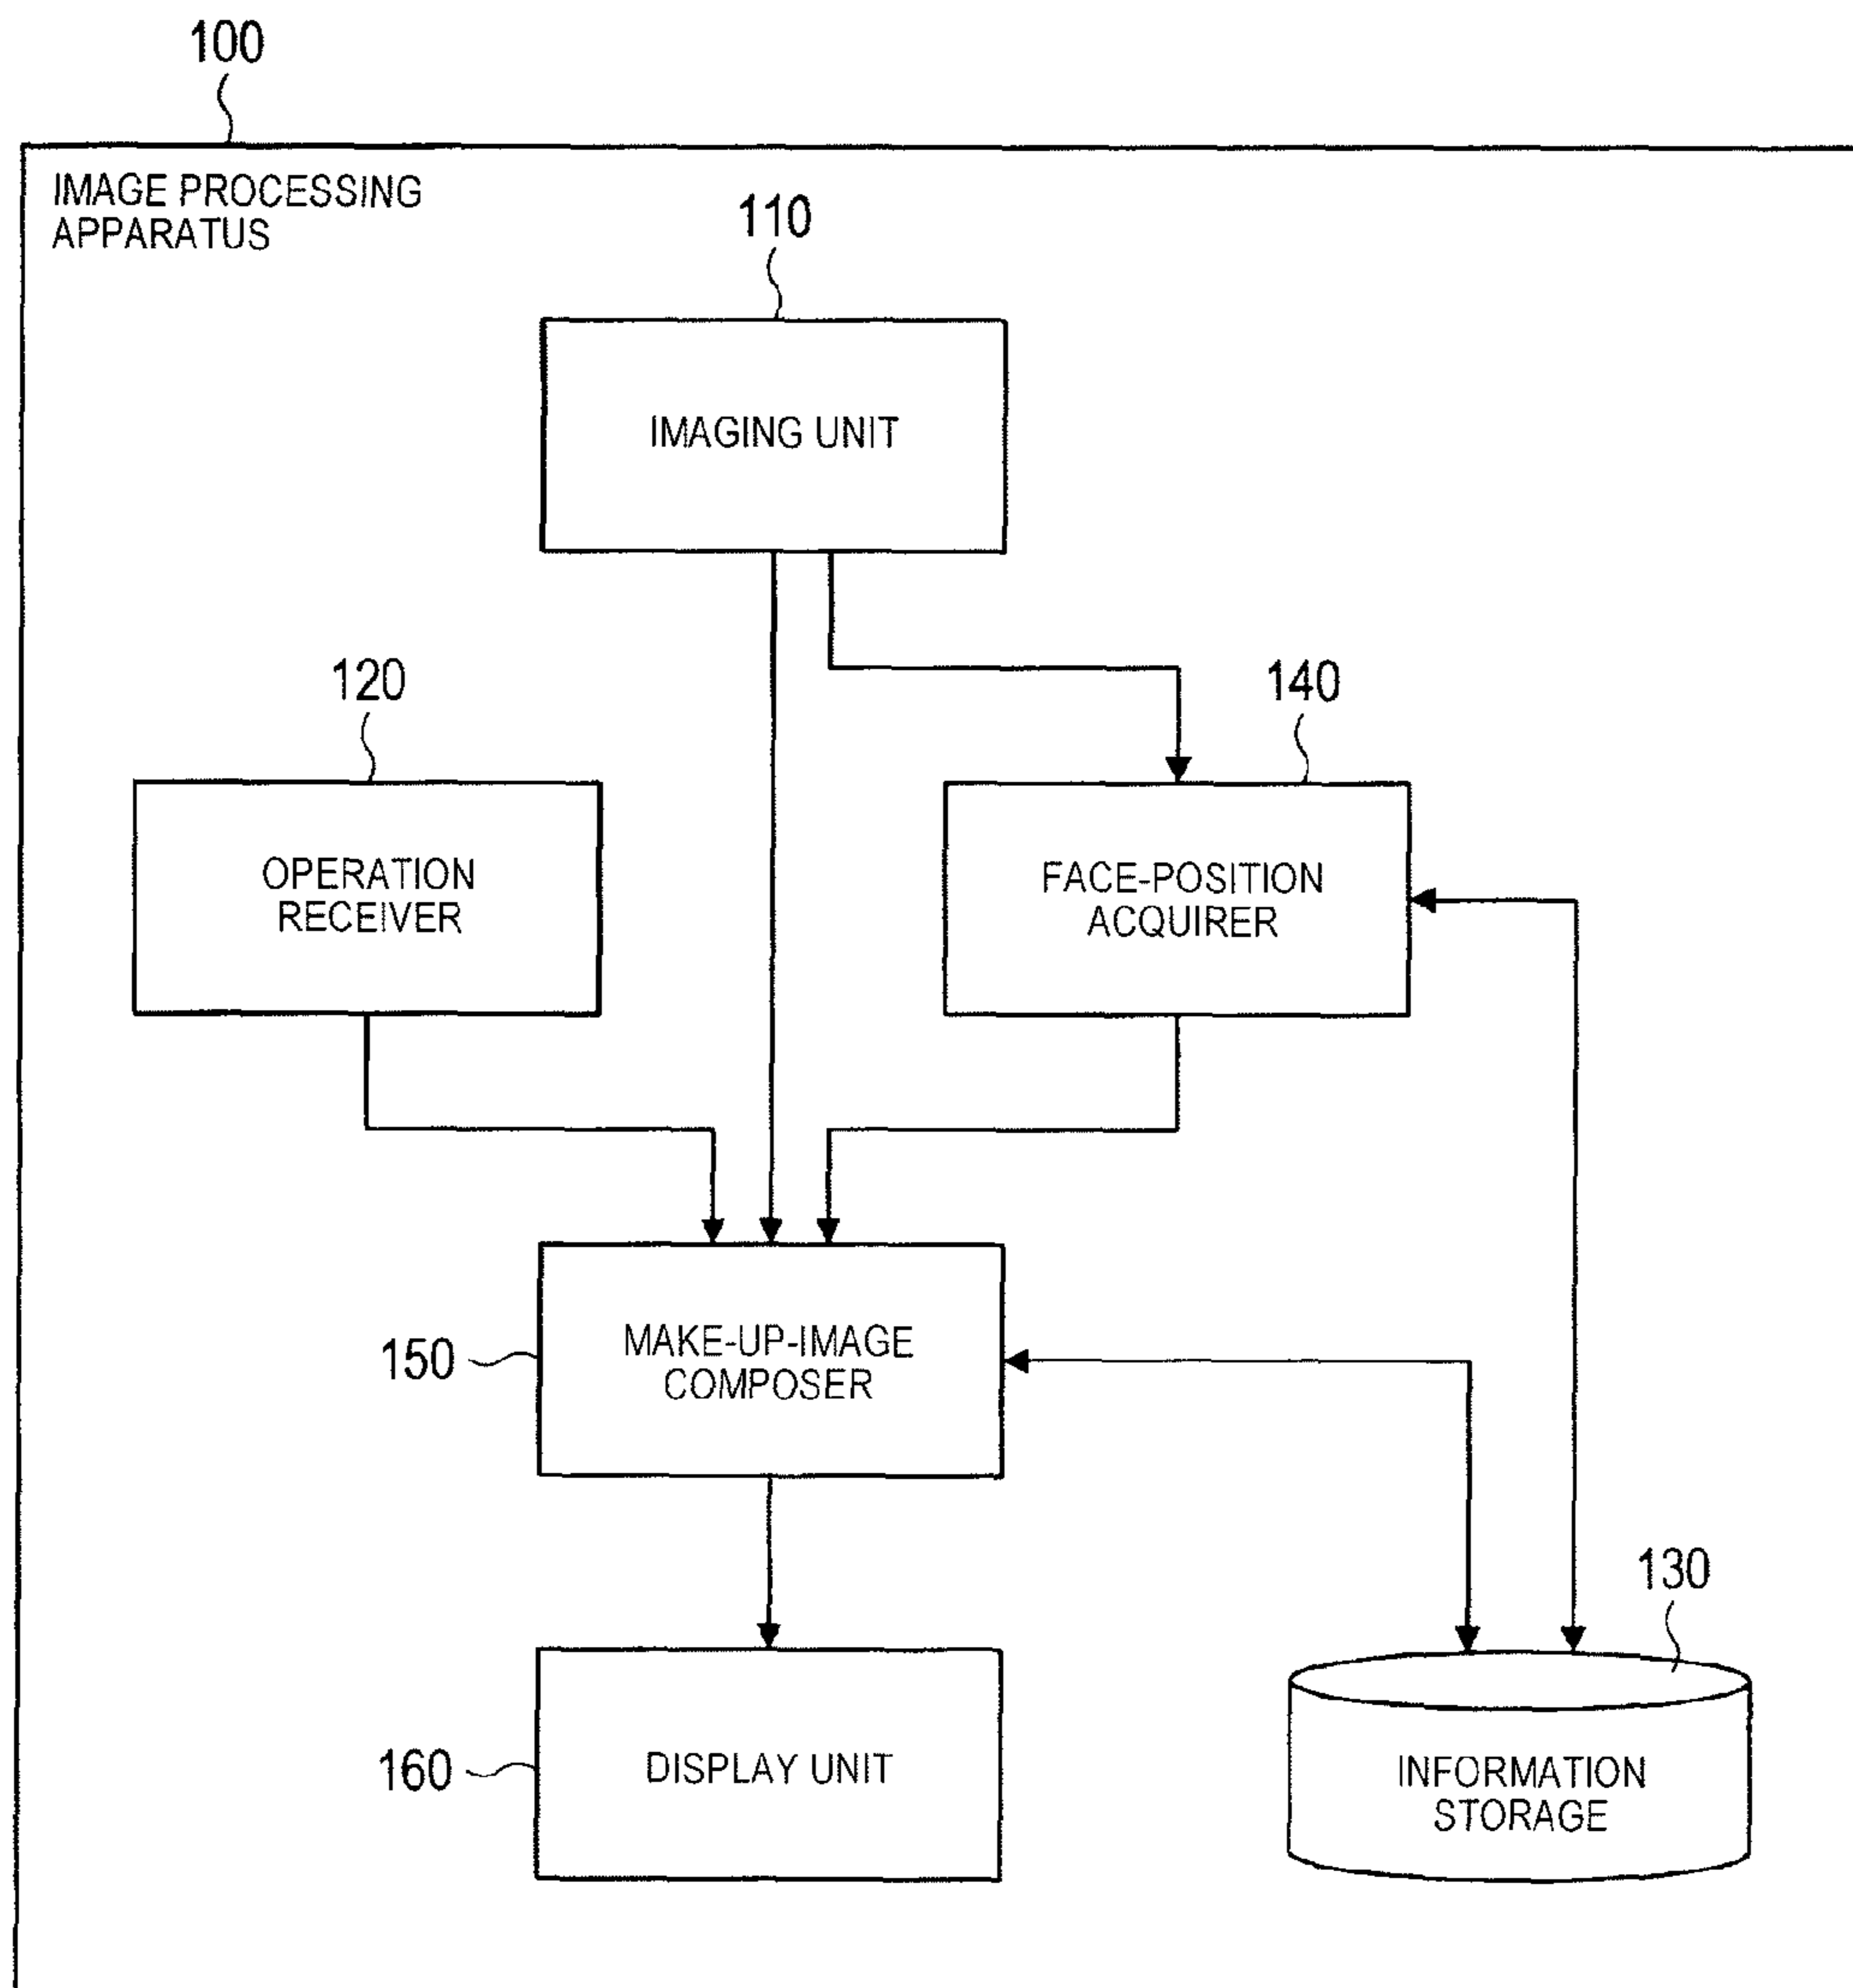 100
IMAGE PROCESSING
APPARATUS
110
IMAGING UNIT
120
OPERATION
RECEIVER
140
FACE-POSITION
ACQUIRER
150
MAKE-UP-IMAGE
COMPOSER
160
DISPLAY UNIT
130
INFORMATION
STORAGE